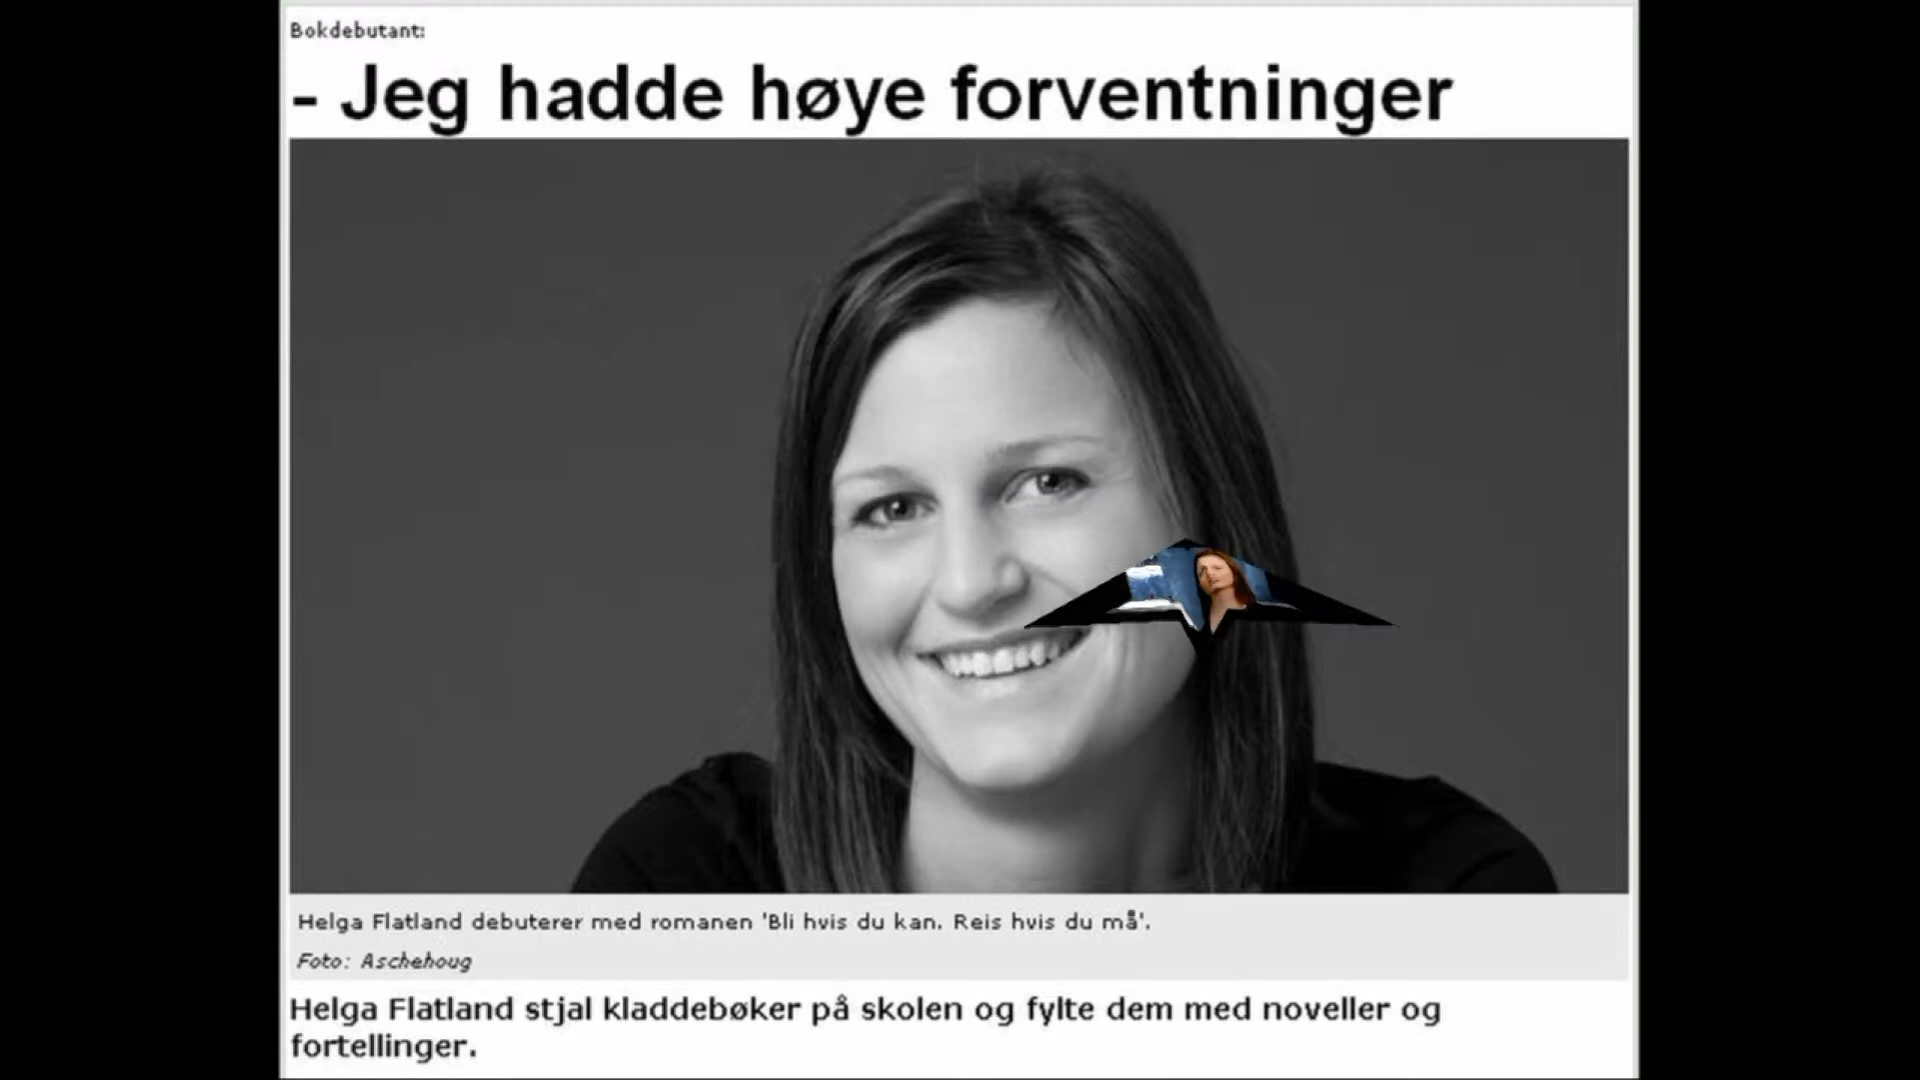 Bokdebutant:
- Jeg hadde høye forventninger
Helga Flatland debuterer med romanen 'Bli hvis du kan. Reis hvis du må'.
Foto: Aschehoug
Helga Flatland stjal kladdebøker på skolen og fylte dem med noveller og
fortellinger.